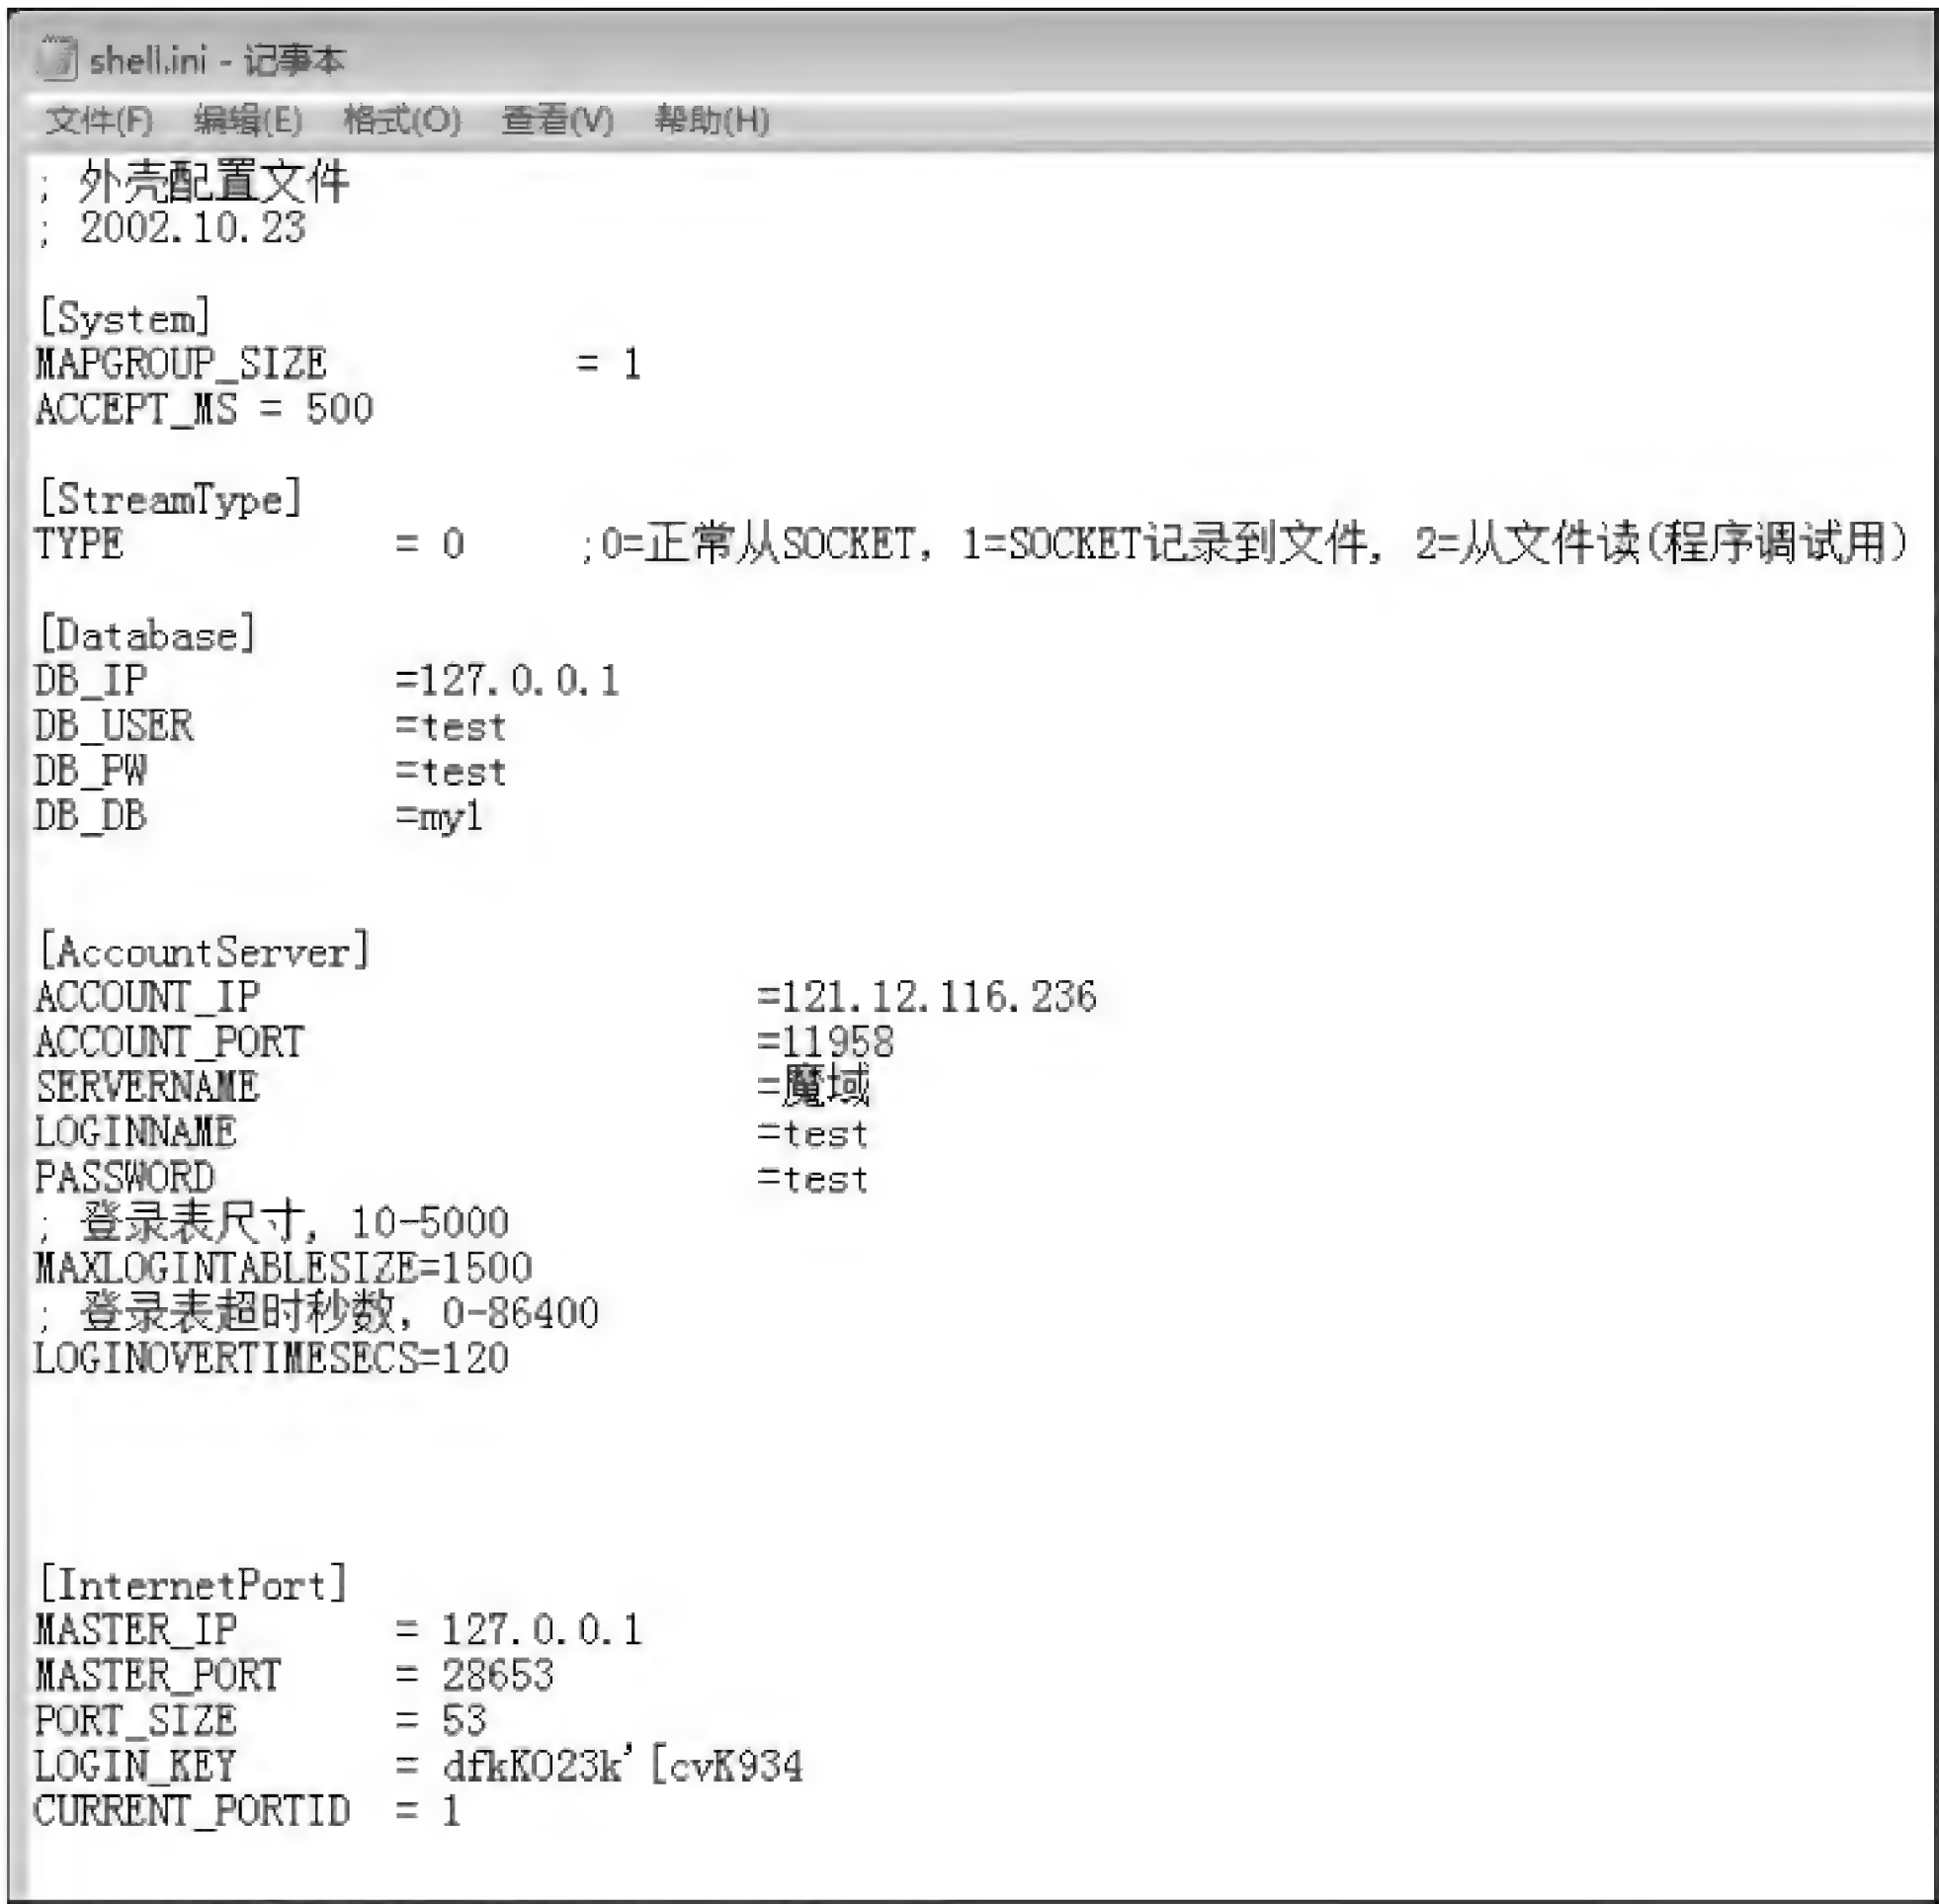 shell.ini - 记事本
文件(F) 编辑(E) 格式(O) 查看(V) 帮助(H)
; 外壳配置文件
; 2002.10.23
[System]
MAPGROUP_SIZE = 1
ACCEPT_MS = 500
[StreamType]
TYPE = 0 ;0=正常从SOCKET, 1=SOCKET记录到文件, 2=从文件读(程序调试用)
[Database]
DB_IP =127.0.0.1
DB_USER =test
DB_PW =test
DB_DB =my1
[AccountServer]
ACCOUNT_IP =121.12.116.236
ACCOUNT_PORT =11958
SERVERNAME =魔域
LOGINNAME =test
PASSWORD =test
; 登录表尺寸, 10-5000
MAXLOGINTABLESIZE=1500
; 登录表超时秒数, 0-86400
LOGINOVERTIMESECS=120
[InternetPort]
MASTER_IP = 127.0.0.1
MASTER_PORT = 28653
PORT_SIZE = 53
LOGIN_KEY = dfkKO23k'[cvK934
CURRENT_PORTID = 1